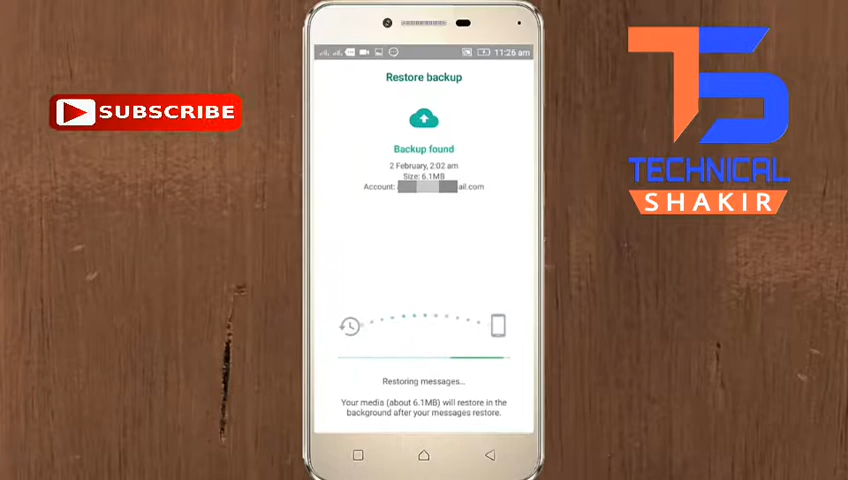 SUBSCRIBE
11:26 am
Restore backup
Backup found
2 February, 2:02 am
Size: 6.1MB
Account: ail.com
Restoring messages...
Your media (about 6.1MB) will restore in the
background after your messages restore.
TS
TECHNICAL
SHAKIR